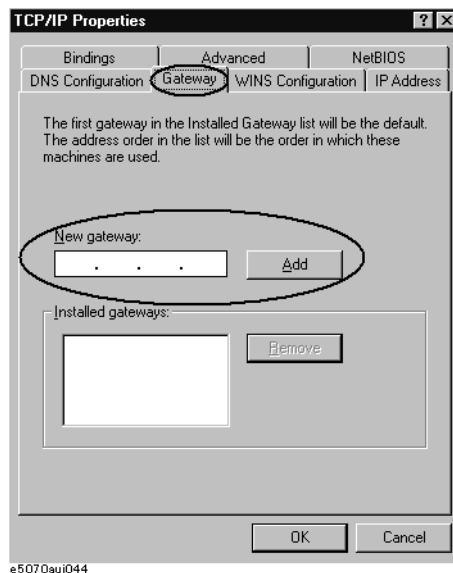 TCP/IP Properties
Bindings Advanced NetBIOS
DNS Configuration Gateway WINS Configuration IP Address
The first gateway in the Installed Gateway list will be the default.
The address order in the list will be the order in which these
machines are used.
New gateway:
. . .
Add
Installed gateways:
Remove
OK Cancel
e5070auj044